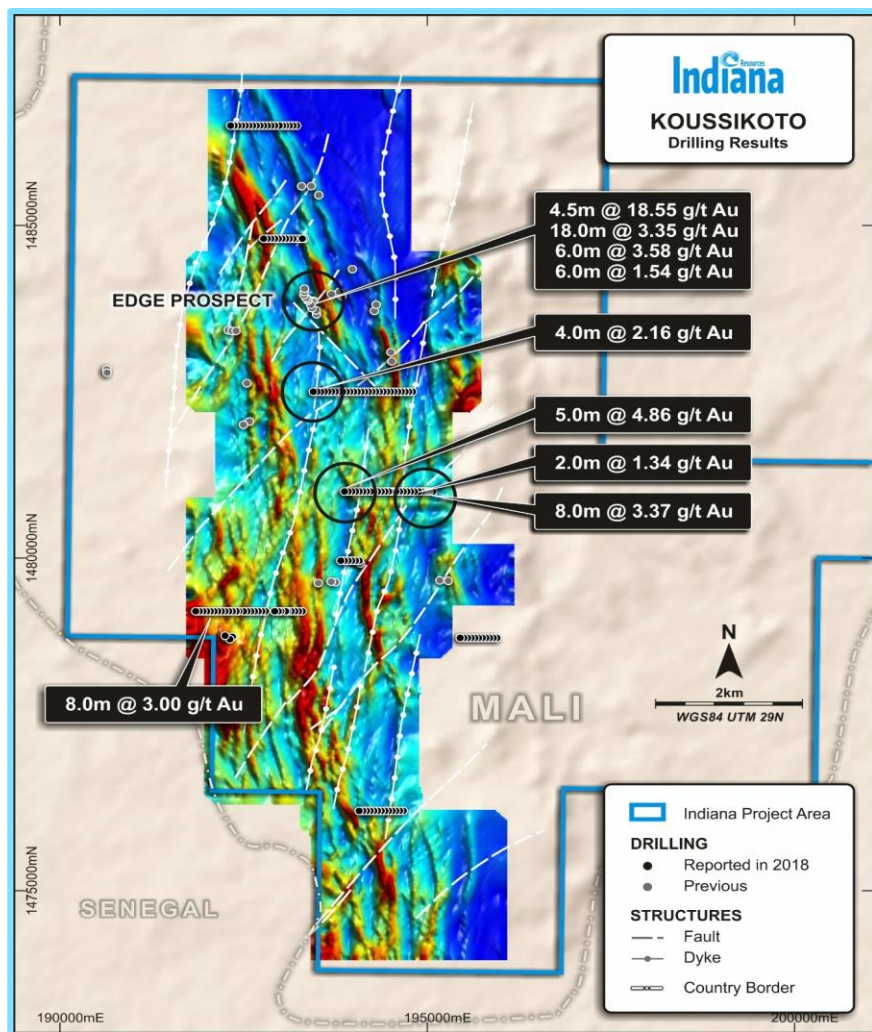 Indiana
Resources
KOUSSIKOTO
Drilling Results
4.5m @ 18.55 g/t Au
18.0m @ 3.35 g/t Au
6.0m @ 3.58 g/t Au
6.0m @ 1.54 g/t Au
1485000mN
EDGE PROSPECT
4.0m @ 2.16 g/t Au
5.0m @ 4.86 g/t Au
2.0m @ 1.34 g/t Au
8.0m @ 3.37 g/t Au
1480000mN
N
2km
WGS84 UTM 29N
8.0m @ 3.00 g/t Au
MALI
Indiana Project Area
DRILLING
Reported in 2018
Previous
STRUCTURES
Fault
Dyke
Country Border
1475000mN
SENEGAL
190000mE
195000mE
200000mE